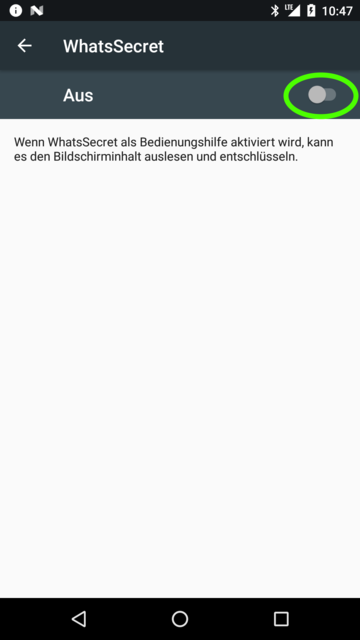 LTE 10:47
WhatsSecret
Aus
Wenn WhatsSecret als Bedienungshilfe aktiviert wird, kann
es den Bildschirminhalt auslesen und entschlüsseln.